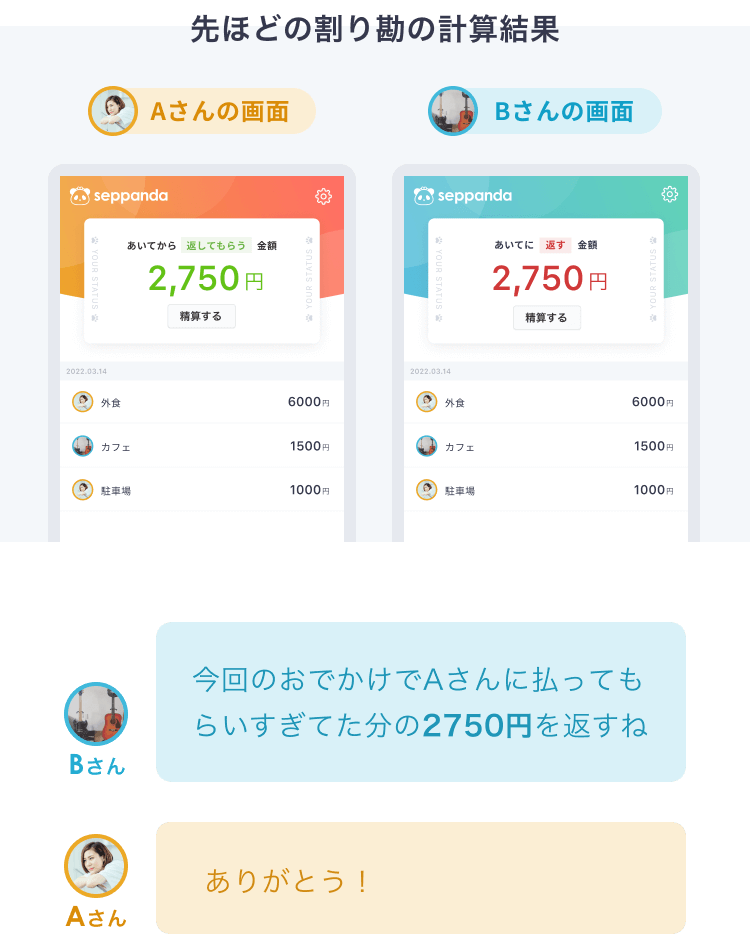 先ほどの割り勘の計算結果
Aさんの画面
Bさんの画面
seppanda
あいてから 返してもらう 金額
YOUR STATUS
2,750円
YOUR STATUS
精算する
2022.03.14
外食 6000円
カフェ 1500円
駐車場 1000円
seppanda
あいてに 返す 金額
YOUR STATUS
2,750円
YOUR STATUS
精算する
2022.03.14
外食 6000円
カフェ 1500円
駐車場 1000円
今回のおでかけでAさんに払っても
らいすぎてた分の2750円を返すね
Bさん
ありがとう！
Aさん